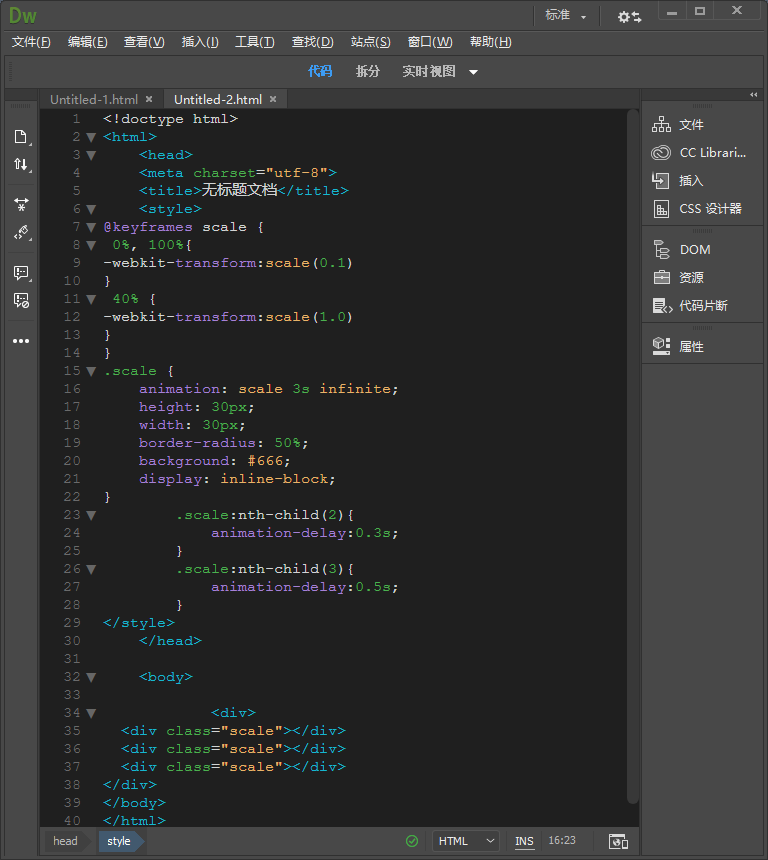 Dw
标准
文件(F) 编辑(E) 查看(V) 插入(I) 工具(T) 查找(D) 站点(S) 窗口(W) 帮助(H)
代码 拆分 实时视图
Untitled-1.html × Untitled-2.html ×
1 <!doctype html>
2 <html>
3 <head>
4 <meta charset="utf-8">
5 <title>无标题文档</title>
6 <style>
7 @keyframes scale {
8 0%, 100%{
9 -webkit-transform:scale(0.1)
10 }
11 40% {
12 -webkit-transform:scale(1.0)
13 }
14 }
15 .scale {
16 animation: scale 3s infinite;
17 height: 30px;
18 width: 30px;
19 border-radius: 50%;
20 background: #666;
21 display: inline-block;
22 }
23 .scale:nth-child(2){
24 animation-delay:0.3s;
25 }
26 .scale:nth-child(3){
27 animation-delay:0.5s;
28 }
29 </style>
30 </head>
31
32 <body>
33
34 <div>
35 <div class="scale"></div>
36 <div class="scale"></div>
37 <div class="scale"></div>
38 </div>
39 </body>
40 </html>
文件
CC Librari...
插入
CSS 设计器
DOM
资源
代码片断
属性
head style HTML INS 16:23